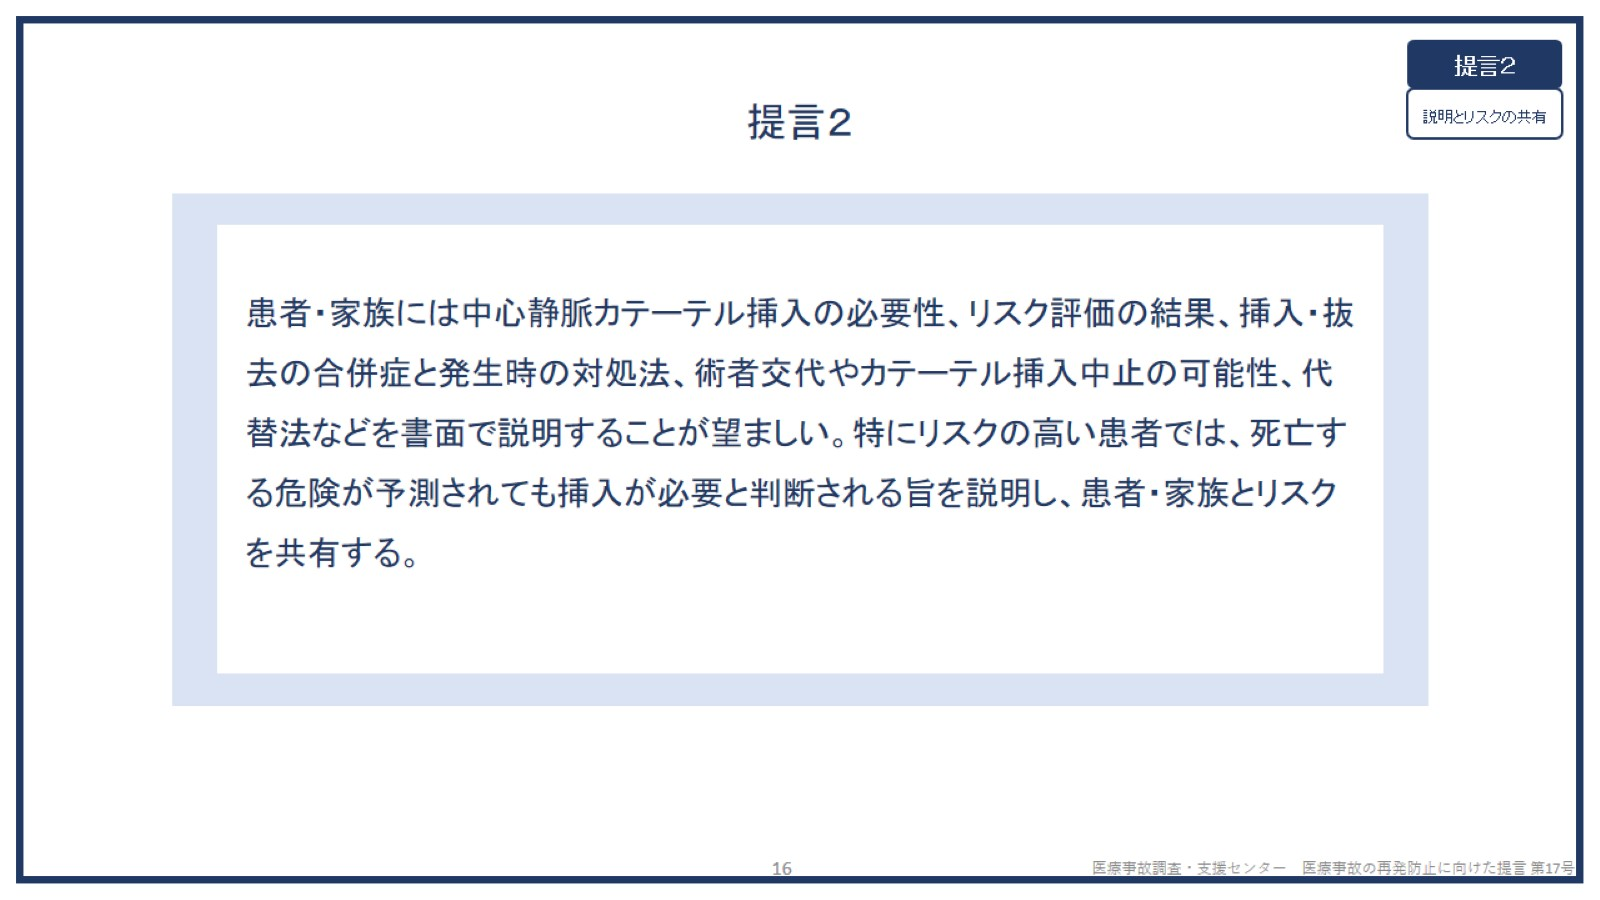 提言2
説明とリスクの共有
提言2
患者・家族には中心静脈カテーテル挿入の必要性、リスク評価の結果、挿入・抜
去の合併症と発生時の対処法、術者交代やカテーテル挿入中止の可能性、代
替法などを書面で説明することが望ましい。特にリスクの高い患者では、死亡す
る危険が予測されても挿入が必要と判断される旨を説明し、患者・家族とリスク
を共有する。
16
医療事故調査・支援センター　医療事故の再発防止に向けた提言 第17号